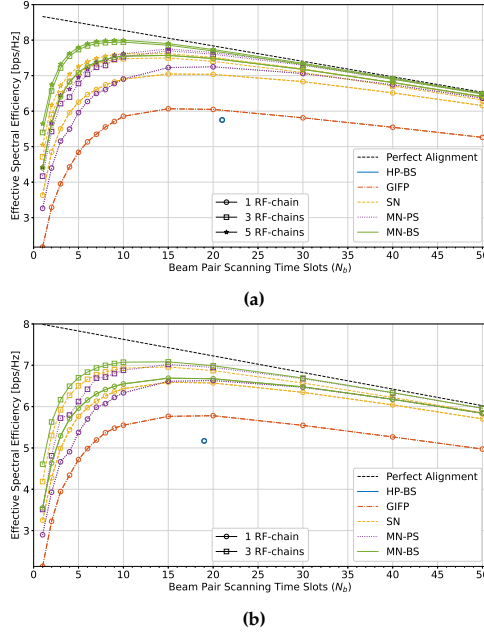 9
8
7
6
5
4
3
Effective Spectral Efficiency [bps/Hz]
0 5 10 15 20 25 30 35 40 45 50
Beam Pair Scanning Time Slots (N_b)
1 RF-chain
3 RF-chains
5 RF-chains
Perfect Alignment
HP-BS
GIFP
SN
MN-PS
MN-BS
(a)
8
7
6
5
4
3
Effective Spectral Efficiency [bps/Hz]
0 5 10 15 20 25 30 35 40 45 50
Beam Pair Scanning Time Slots (N_b)
1 RF-chain
3 RF-chains
Perfect Alignment
HP-BS
GIFP
SN
MN-PS
MN-BS
(b)